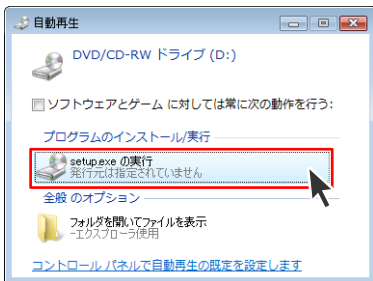 自動再生
DVD/CD-RW ドライブ (D:)
ソフトウェアとゲーム に対しては常に次の動作を行う:
プログラムのインストール/実行
setup.exe の実行
発行元は指定されていません
全般 のオプション
フォルダを開いてファイルを表示
-エクスプローラ使用
コントロール パネルで自動再生の既定を設定します